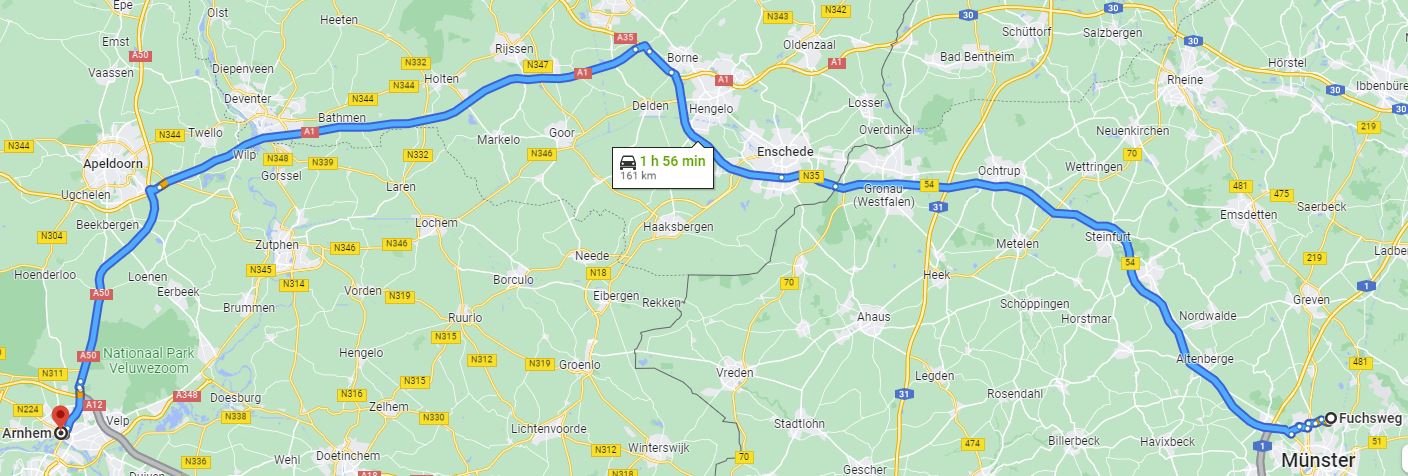 Epe
Olst
Heeten
N343
N342
30
30
Schüttorf
Salzbergen
30
Emst
A50
Rijssen
A35
Oldenzaal
Vaassen
Diepenveen
N332
N347
Borne
A1
Bad Bentheim
Hörstel
Holten
A1
A1
Rheine
Ibbenbüre
N344
30
Deventer
N344
Delden
Hengelo
Losser
Bathmen
219
N344
Twello
A1
Goor
Overdinkel
Neuenkirchen
Markelo
Apeldoorn
Wilp
N348
N339
N332
N346
1 h 56 min
161 km
Enschede
70
Wettringen
Gorssel
N35
Ochtrup
Ugchelen
Laren
Gronau
(Westfalen)
54
481
475
Beekbergen
Lochem
31
Emsdetten
Saerbeck
N304
Haaksbergen
Steinfurt
Zutphen
N346
N346
Metelen
Ladber
Neede
54
219
Hoenderloo
Loenen
N345
N18
Heek
Eerbeek
N314
Borculo
70
1
A50
Vorden
N319
Eibergen
Rekken
Schöppingen
Greven
Brummen
Ruurlo
Ahaus
Horstmar
Nordwalde
N315
A50
Nationaal Park
Veluwezoom
Hengelo
N312
N319
Groenlo
Altenberge
481
N311
N315
Vreden
Legden
A348
N316
31
Rosendahl
A12
Doesburg
Zelhem
N224
N338
N330
Velp
Stadtlohn
Fuchsweg
Arnhem
Lichtenvoorde
474
Billerbeck
Havixbeck
1
51
N312
Winterswijk
N336
Wehl
Doetinchem
70
Münster
N318
Gescher